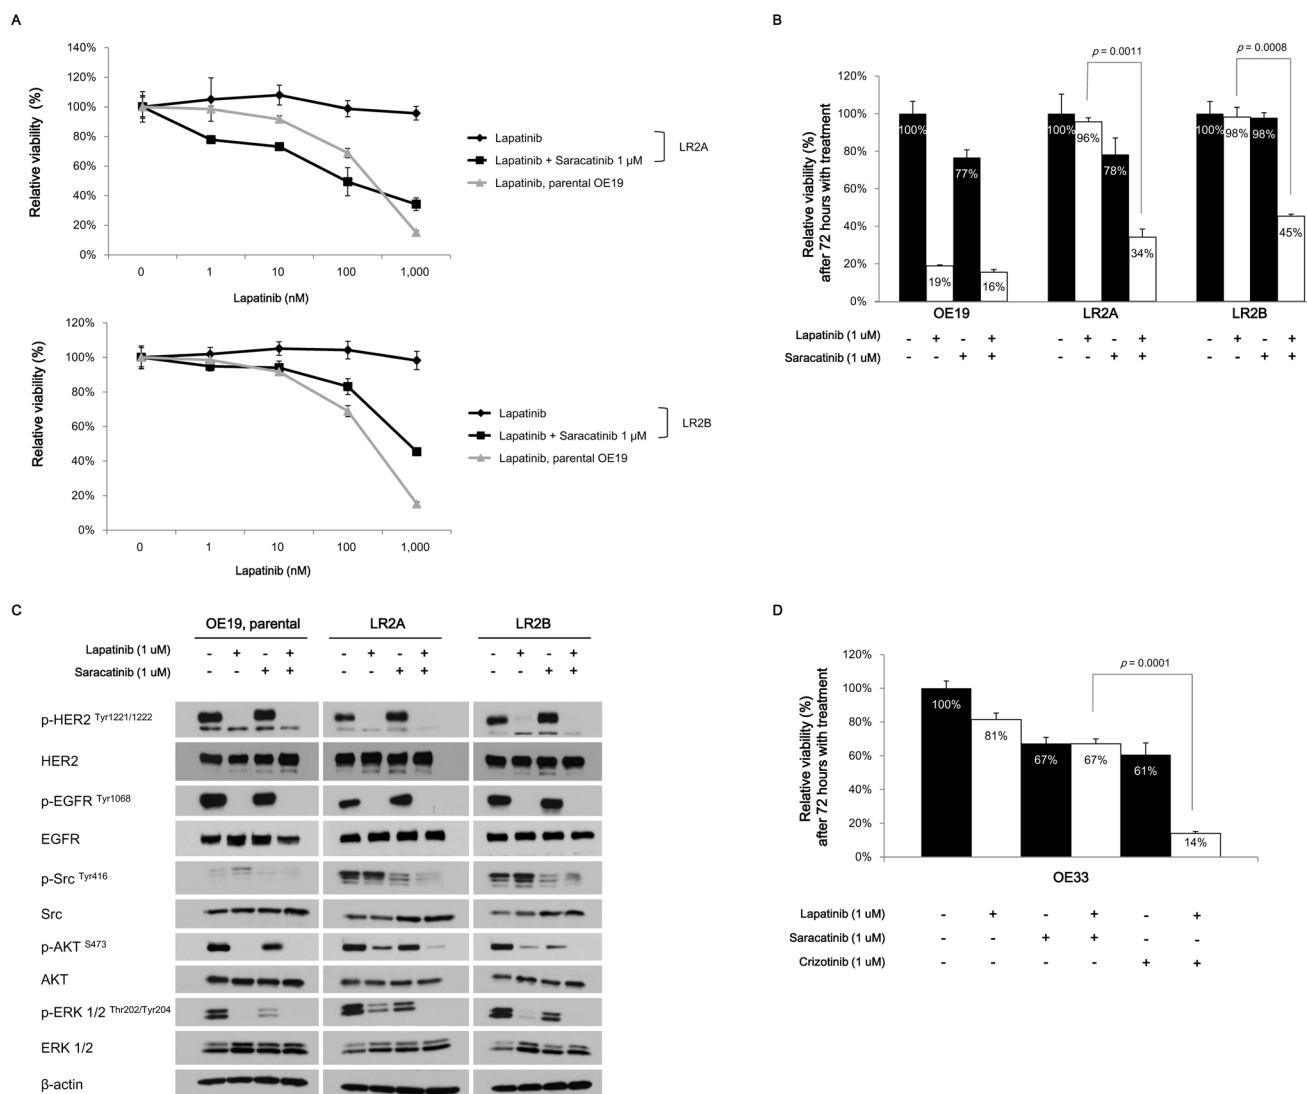 A
140%
120%
100%
80%
60%
40%
20%
0%
Relative viability (%)
0 1 10 100 1,000
Lapatinib (nM)
Lapatinib
Lapatinib + Saracatinib 1 µM
Lapatinib, parental OE19
LR2A
120%
100%
80%
60%
40%
20%
0%
Relative viability (%)
0 1 10 100 1,000
Lapatinib (nM)
Lapatinib
Lapatinib + Saracatinib 1 µM
Lapatinib, parental OE19
LR2B
B
p = 0.0011
p = 0.0008
120%
100%
80%
60%
40%
20%
0%
Relative viability (%)
after 72 hours with treatment
100% 19% 77% 16%
100% 96% 78% 34%
100% 98% 98% 45%
OE19 LR2A LR2B
Lapatinib (1 uM) - + - + - + - + - + - +
Saracatinib (1 uM) - - + + - - + + - - + +
C
OE19, parental LR2A LR2B
Lapatinib (1 uM) - + - + - + - + - + - +
Saracatinib (1 uM) - - + + - - + + - - + +
p-HER2 Tyr1221/1222
HER2
p-EGFR Tyr1068
EGFR
p-Src Tyr416
Src
p-AKT S473
AKT
p-ERK 1/2 Thr202/Tyr204
ERK 1/2
β-actin
D
p = 0.0001
120%
100%
80%
60%
40%
20%
0%
Relative viability (%)
after 72 hours with treatment
100% 81% 67% 67% 61% 14%
OE33
Lapatinib (1 uM) - + - + - +
Saracatinib (1 uM) - - + + - -
Crizotinib (1 uM) - - - - + +